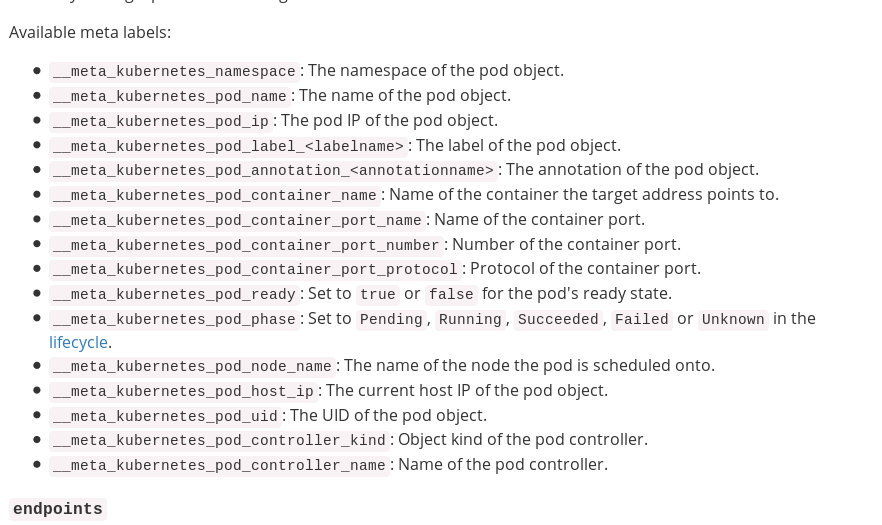 Available meta labels:
__meta_kubernetes_namespace: The namespace of the pod object.
__meta_kubernetes_pod_name: The name of the pod object.
__meta_kubernetes_pod_ip: The pod IP of the pod object.
__meta_kubernetes_pod_label_<labelname>: The label of the pod object.
__meta_kubernetes_pod_annotation_<annotationname>: The annotation of the pod object.
__meta_kubernetes_pod_container_name: Name of the container the target address points to.
__meta_kubernetes_pod_container_port_name: Name of the container port.
__meta_kubernetes_pod_container_port_number: Number of the container port.
__meta_kubernetes_pod_container_port_protocol: Protocol of the container port.
__meta_kubernetes_pod_ready: Set to true or false for the pod's ready state.
__meta_kubernetes_pod_phase: Set to Pending, Running, Succeeded, Failed or Unknown in the
lifecycle.
__meta_kubernetes_pod_node_name: The name of the node the pod is scheduled onto.
__meta_kubernetes_pod_host_ip: The current host IP of the pod object.
__meta_kubernetes_pod_uid: The UID of the pod object.
__meta_kubernetes_pod_controller_kind: Object kind of the pod controller.
__meta_kubernetes_pod_controller_name: Name of the pod controller.
endpoints